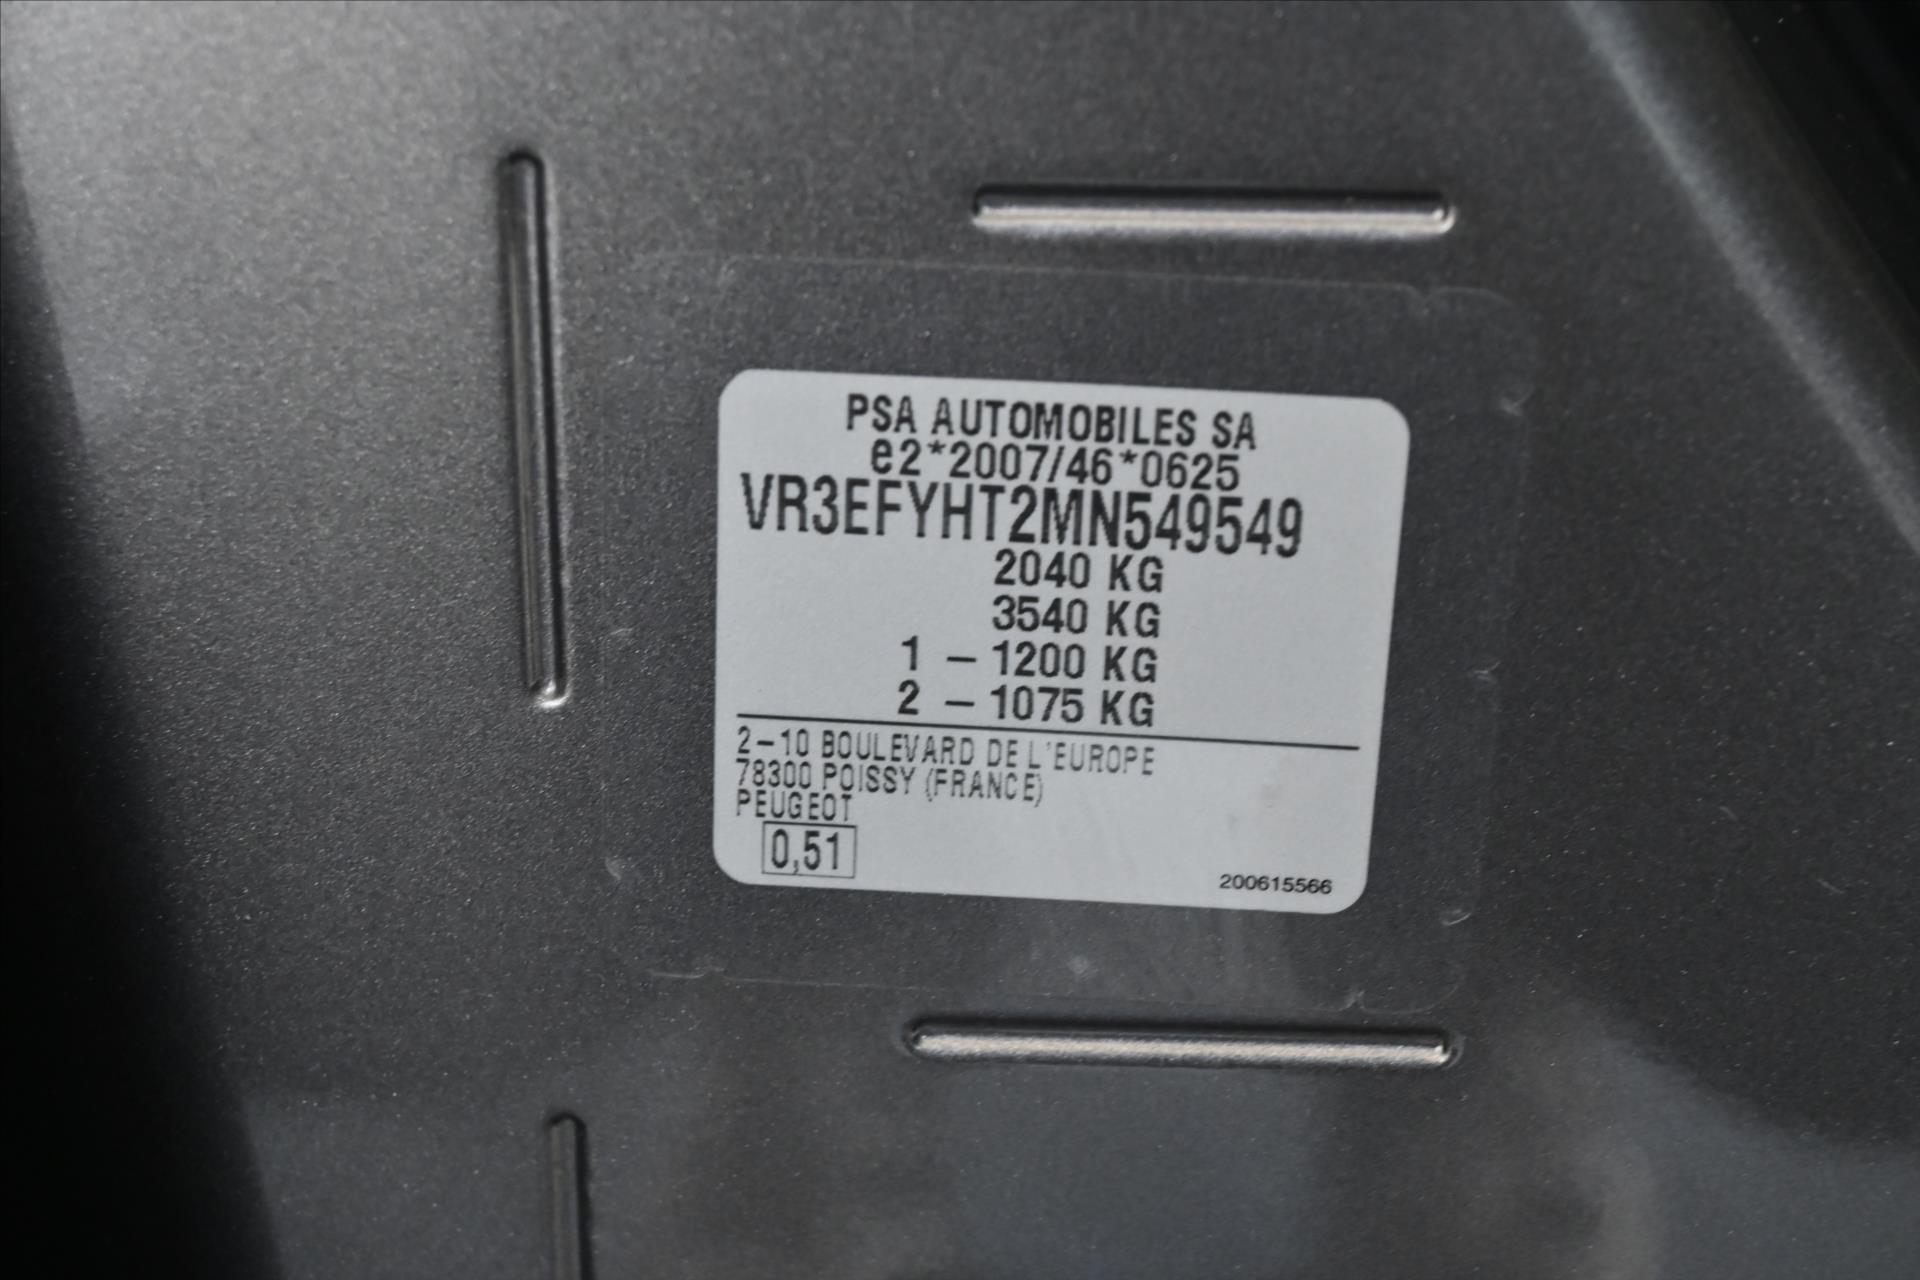 PSA AUTOMOBILES SA
e2*2007/46*0625
VR3EFYHT2MN549549
2040 KG
3540 KG
1 – 1200 KG
2 – 1075 KG
2–10 BOULEVARD DE L'EUROPE
78300 POISSY (FRANCE)
PEUGEOT
0,51
200615566